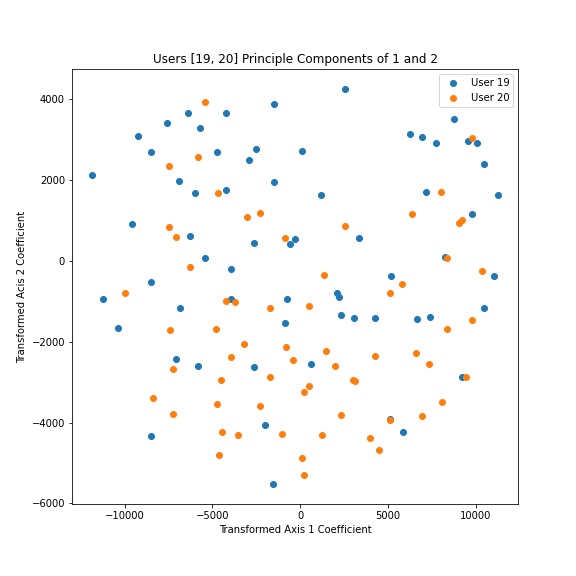 Users [19, 20] Principle Components of 1 and 2
User 19
User 20
Transformed Acis 2 Coefficient
4000
2000
0
−2000
−4000
−6000
−10000 −5000 0 5000 10000
Transformed Axis 1 Coefficient